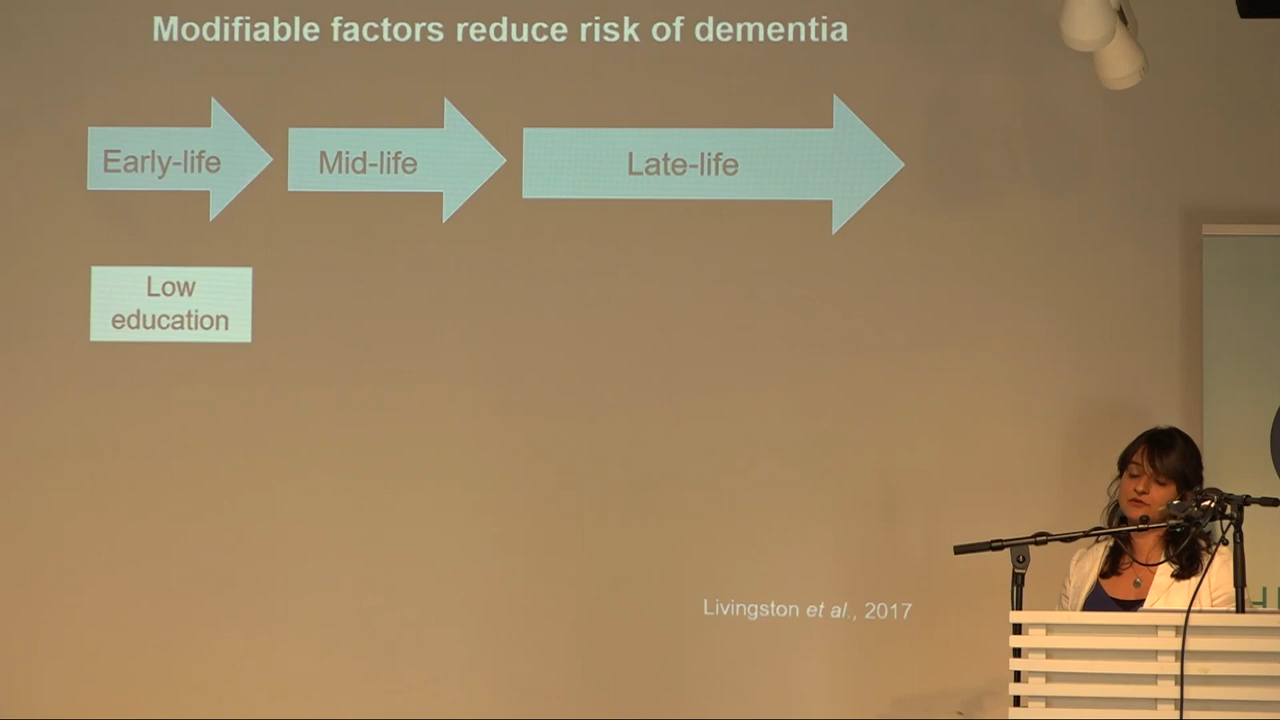 Modifiable factors reduce risk of dementia
Early-life
Mid-life
Late-life
Low
education
Livingston et al., 2017